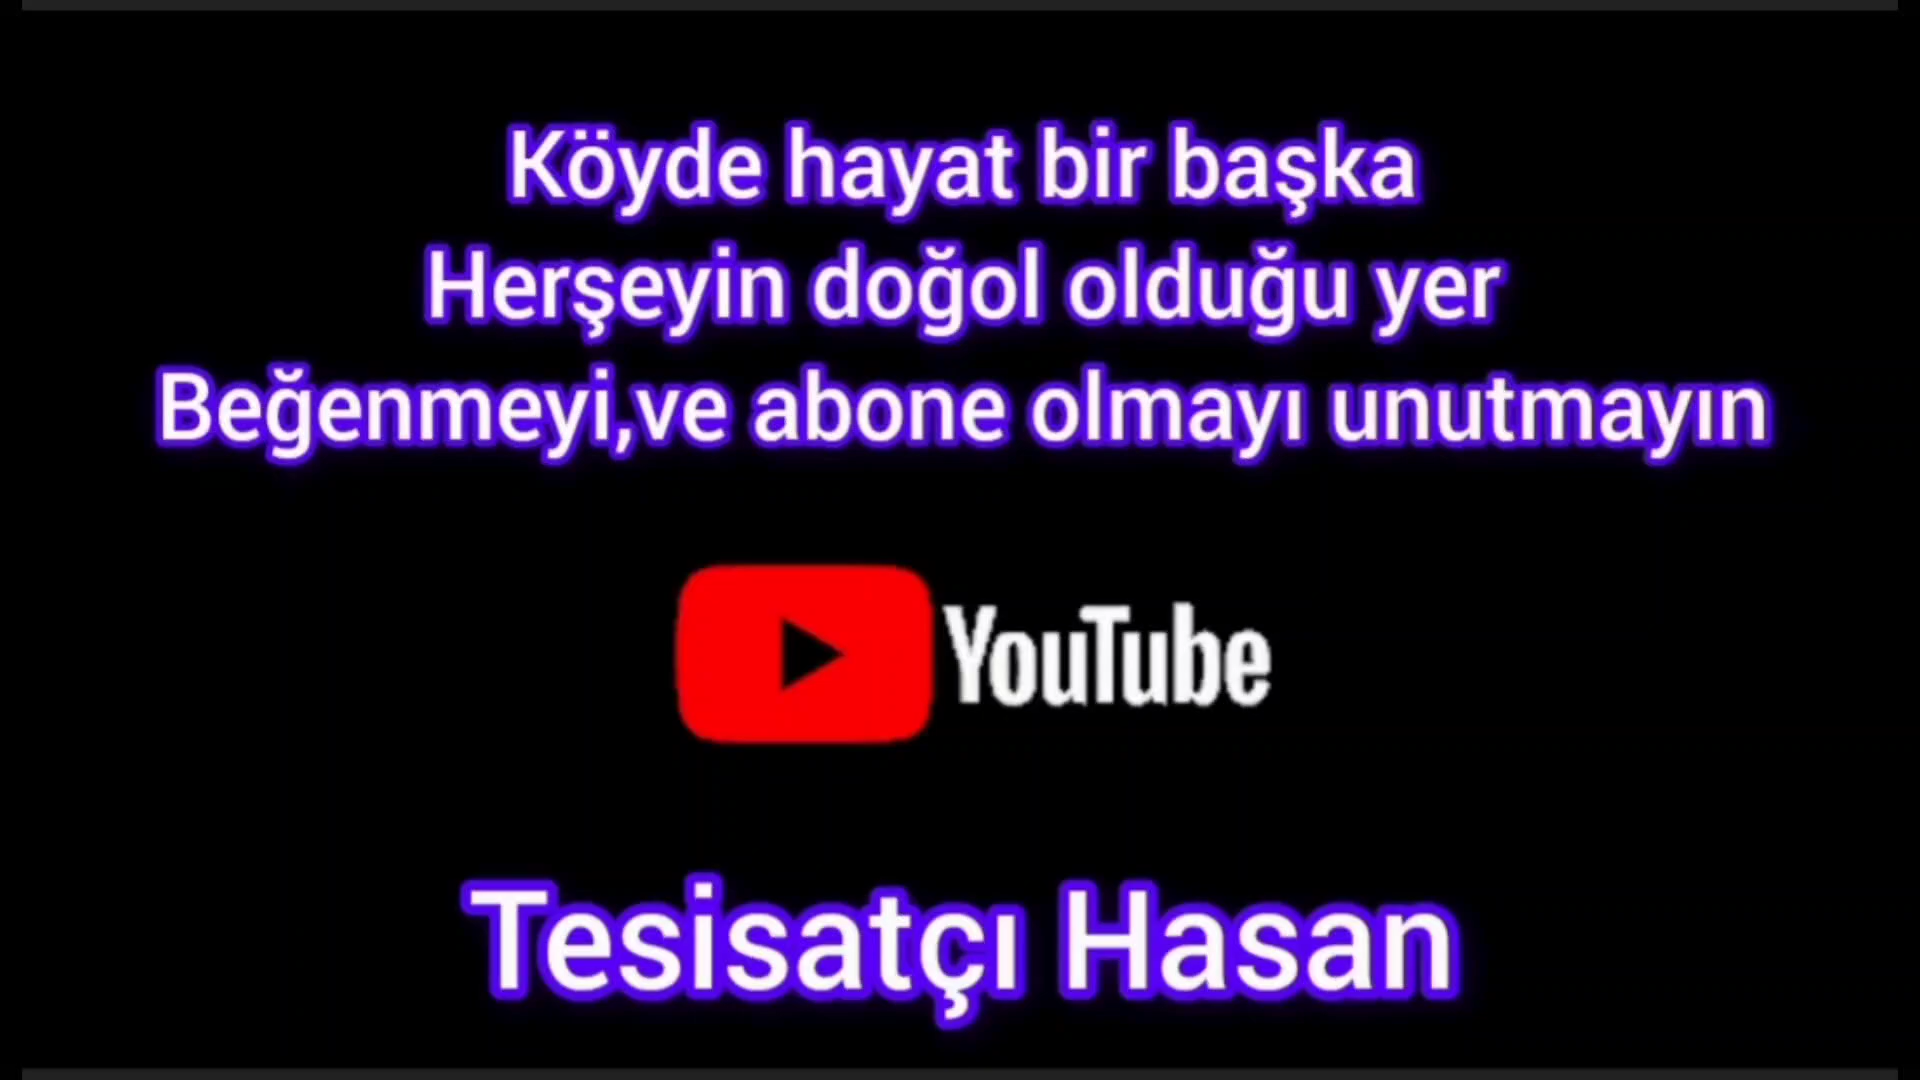 Köyde hayat bir başka
Herşeyin doğol olduğu yer
Beğenmeyi,ve abone olmayı unutmayın
YouTube
Tesisatçı Hasan